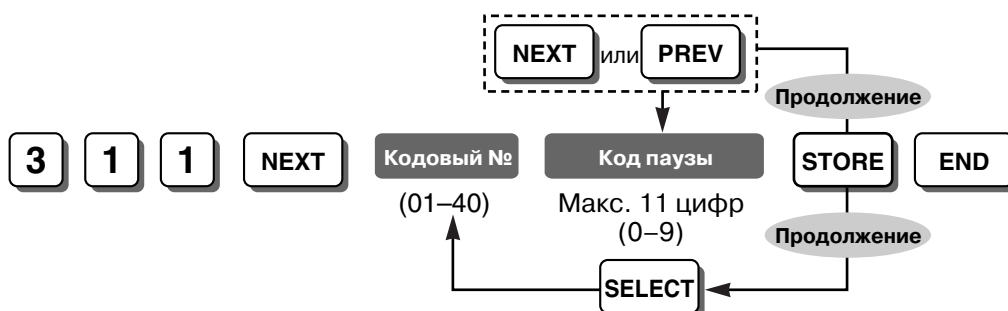 NEXT или PREV
Продолжение
3 1 1 NEXT Кодовый № Код паузы STORE END
(01–40) Макс. 11 цифр
(0–9)
Продолжение
SELECT